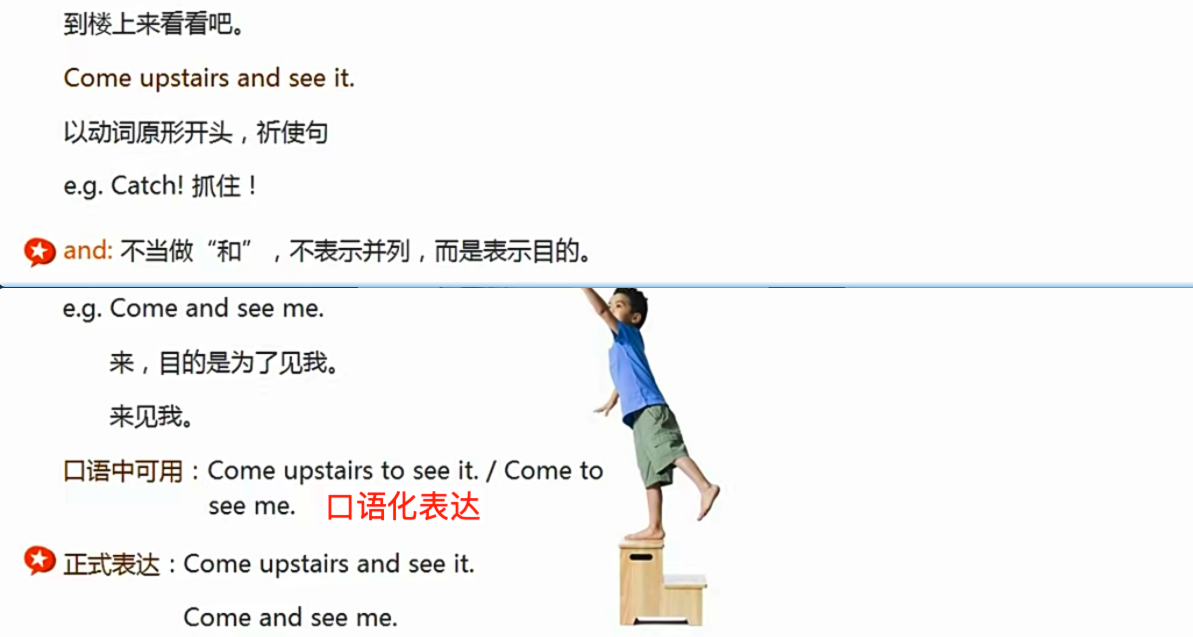 到楼上来看看吧。
Come upstairs and see it.
以动词原形开头，祈使句
e.g. Catch! 抓住！
and: 不当做“和”，不表示并列，而是表示目的。
e.g. Come and see me.
来，目的是为了见我。
来见我。
口语中可用：Come upstairs to see it. / Come to
see me. 口语化表达
正式表达：Come upstairs and see it.
Come and see me.